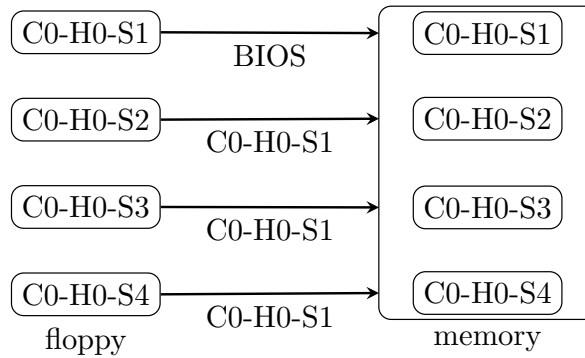 C0-H0-S1 BIOS C0-H0-S1
C0-H0-S2 C0-H0-S1 C0-H0-S2
C0-H0-S3 C0-H0-S1 C0-H0-S3
C0-H0-S4 C0-H0-S1 C0-H0-S4
floppy memory